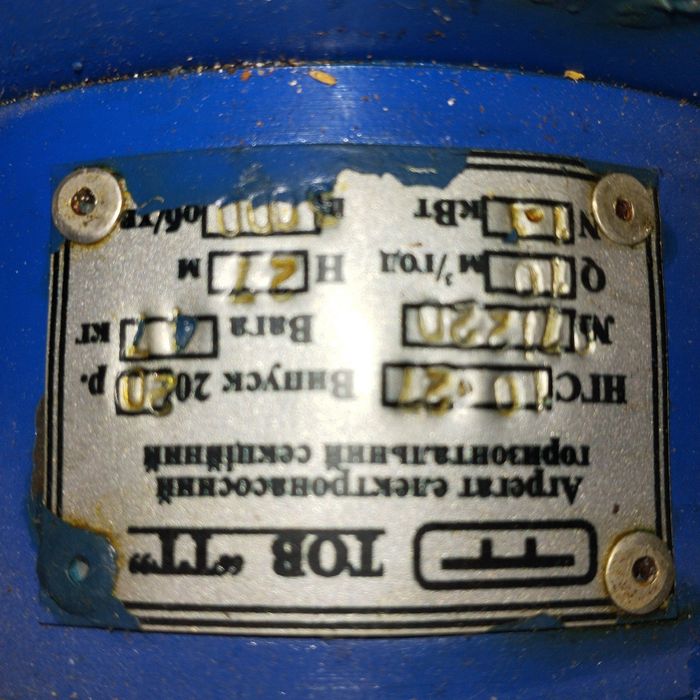 ТОВ "ТТ"
Агрегат електронасосний
горизонтальний секційний
НГС 10-27 Випуск 2020 р.
№ Вага кг
Q 10 м³/год H 27 м
N кВт об/хв